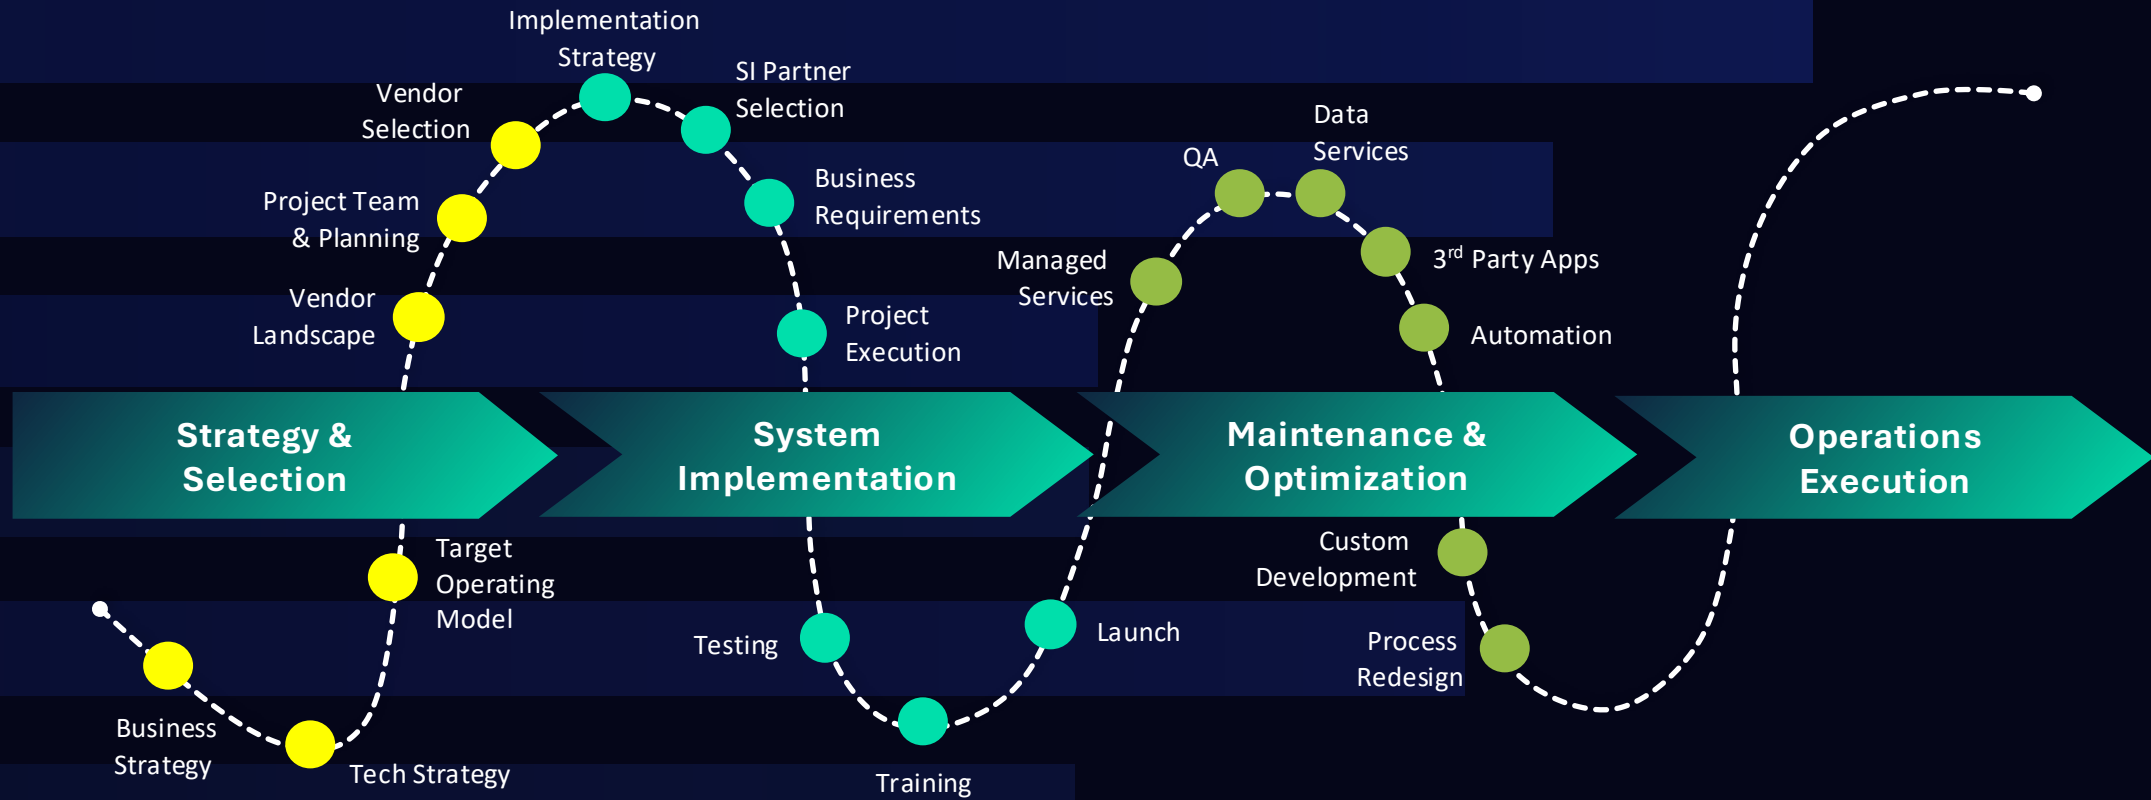 Implementation
Strategy
SI Partner
Selection
Vendor
Selection
Project Team
& Planning
Business
Requirements
Vendor
Landscape
Project
Execution
QA
Data
Services
Managed
Services
3rd Party Apps
Automation
Strategy &
Selection
System
Implementation
Maintenance &
Optimization
Operations
Execution
Target
Operating
Model
Business
Strategy
Tech Strategy
Testing
Training
Launch
Custom
Development
Process
Redesign